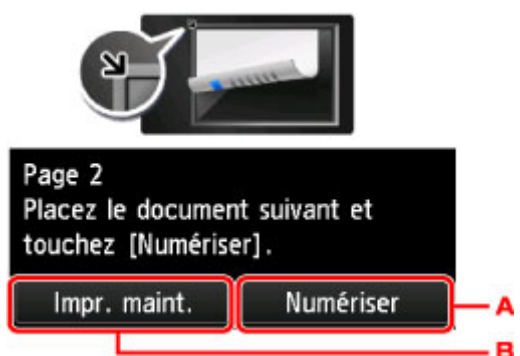 Page 2
Placez le document suivant et
touchez [Numériser].
Impr. maint.
Numériser
A
B